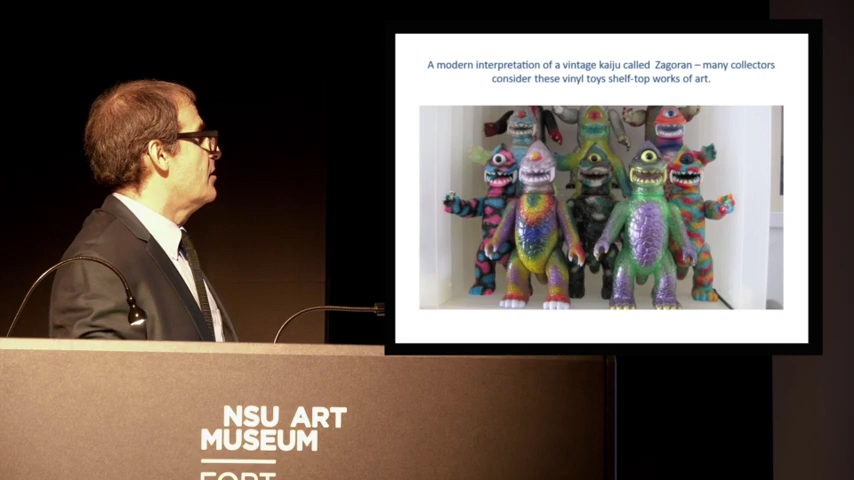 A modern interpretation of a vintage kaiju called Zagoran – many collectors
consider these vinyl toys shelf-top works of art.
NSU ART
MUSEUM
FORT